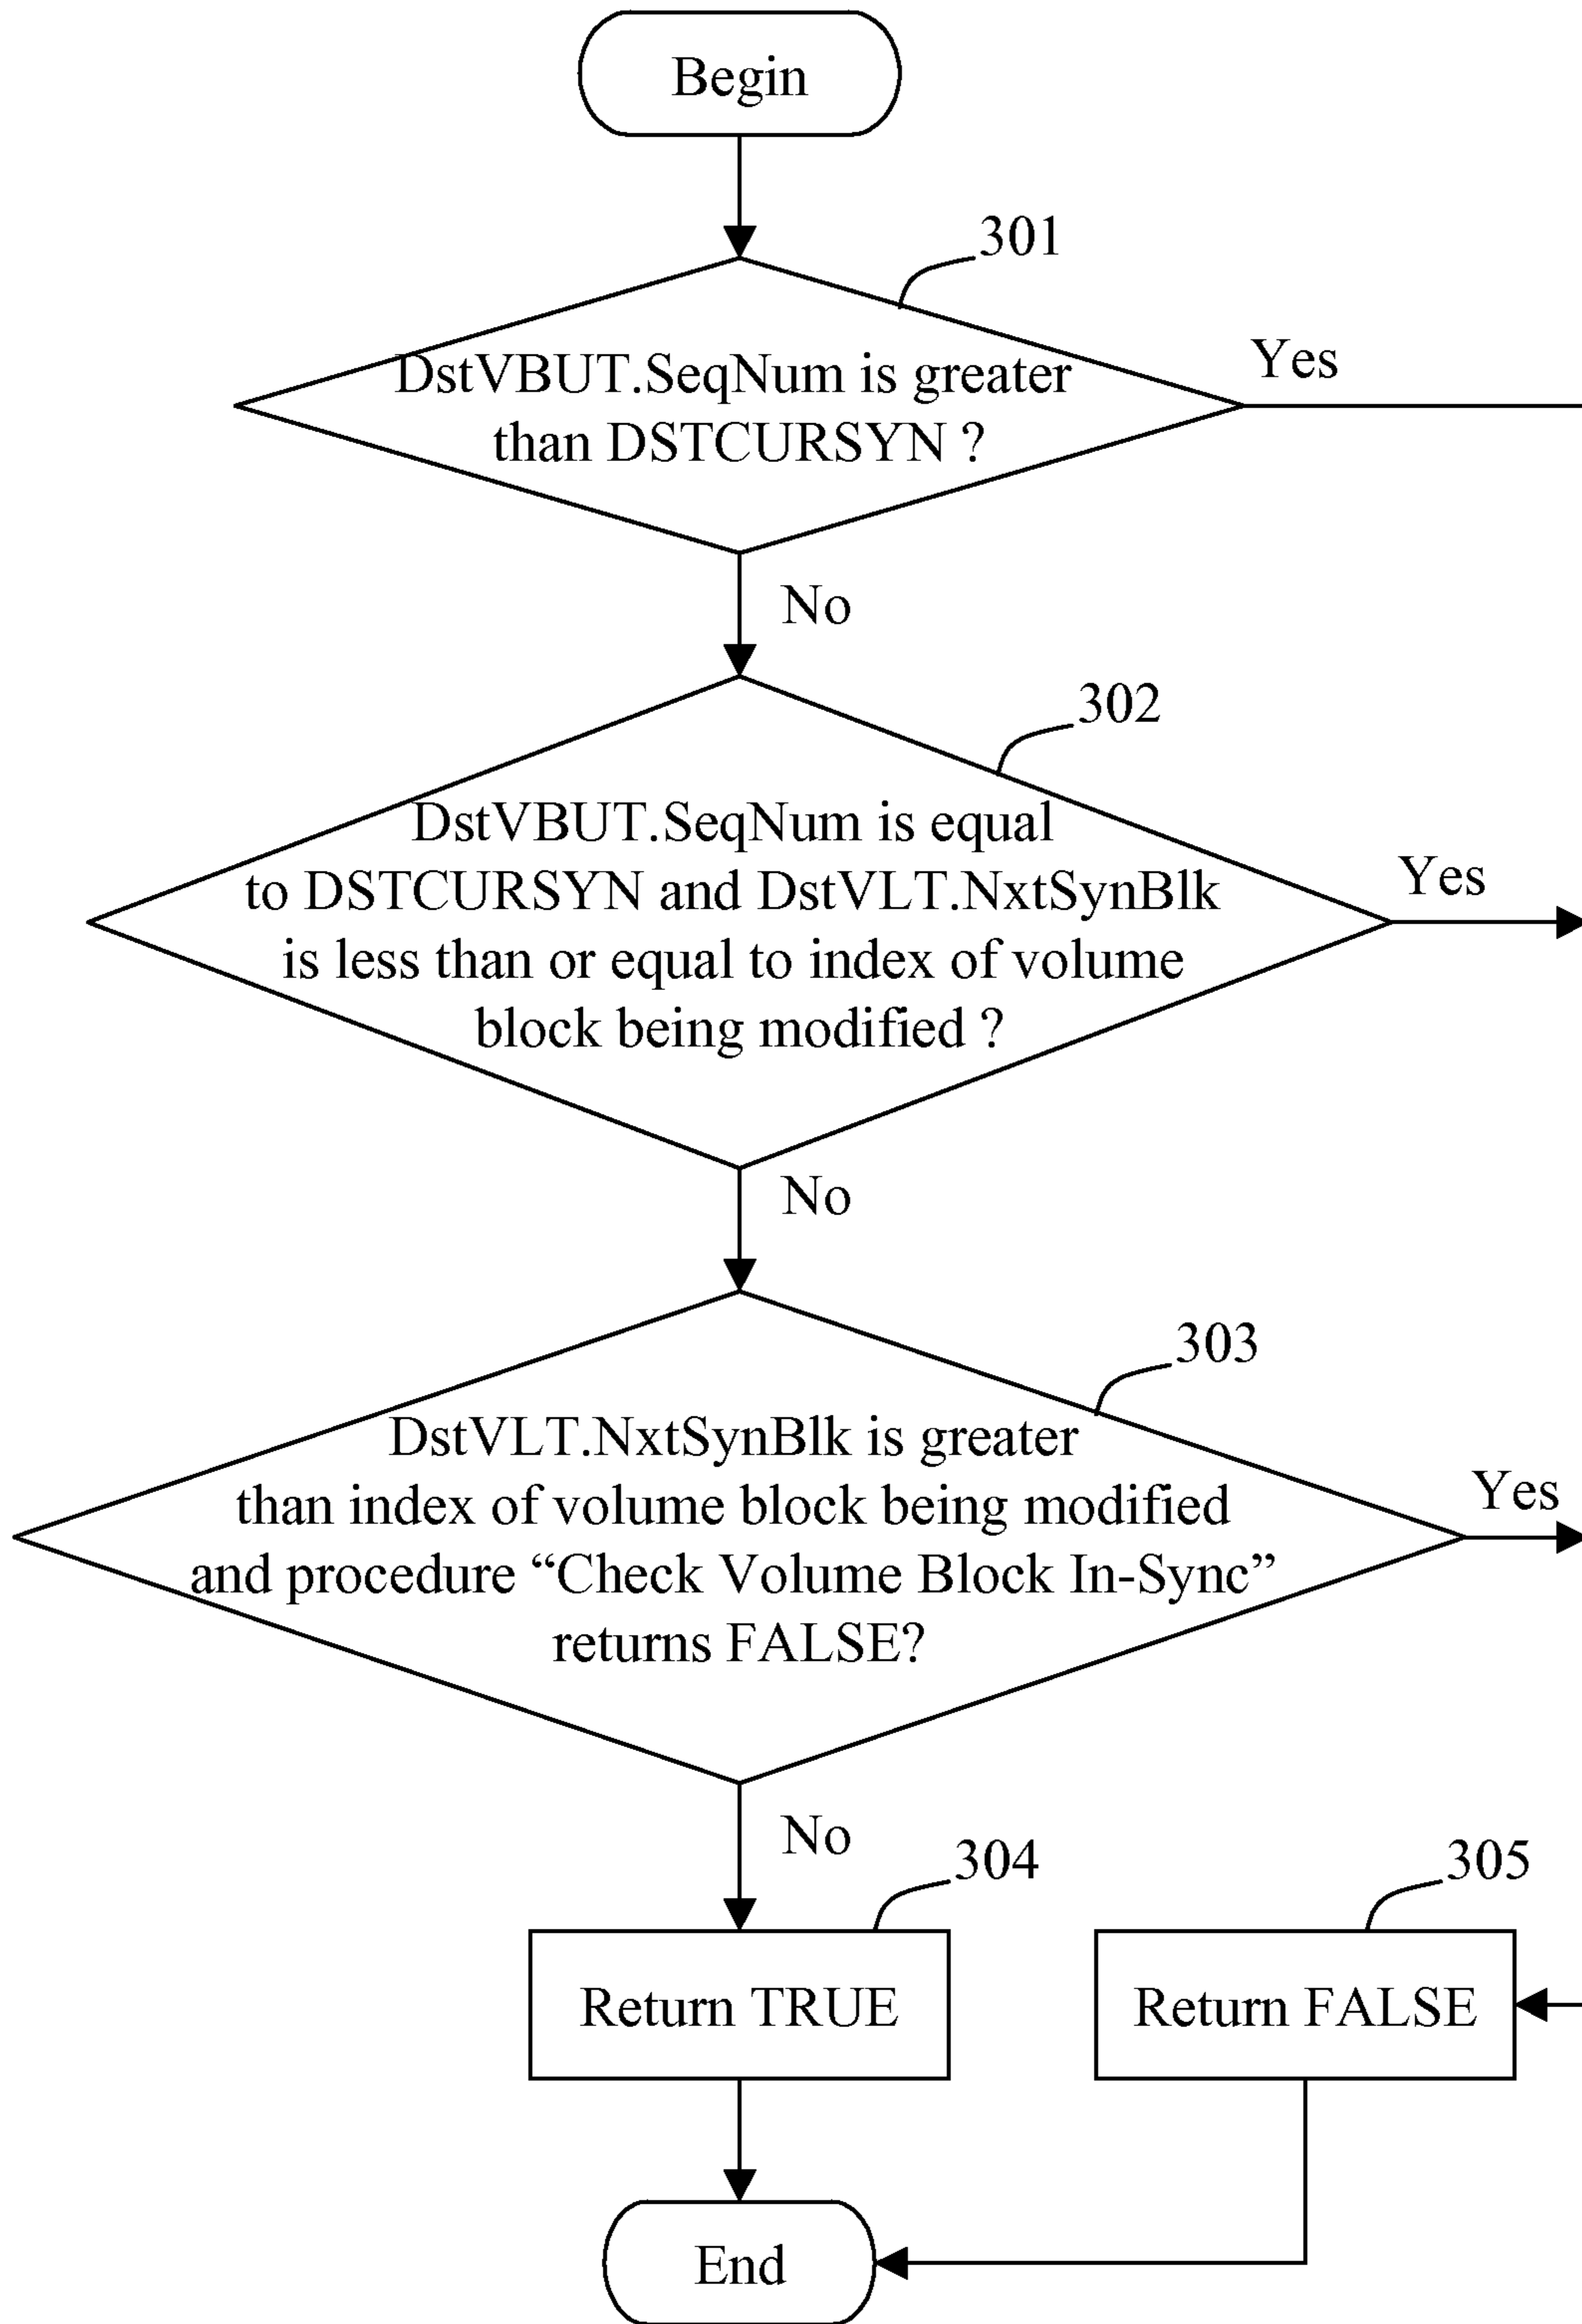 Begin
301
DstVBUT.SeqNum is greater
than DSTCURSYN ?
Yes
No
302
DstVBUT.SeqNum is equal
to DSTCURSYN and DstVLT.NxtSynBlk
is less than or equal to index of volume
block being modified ?
Yes
No
303
DstVLT.NxtSynBlk is greater
than index of volume block being modified
and procedure “Check Volume Block In-Sync”
returns FALSE?
Yes
No
304
305
Return TRUE
Return FALSE
End